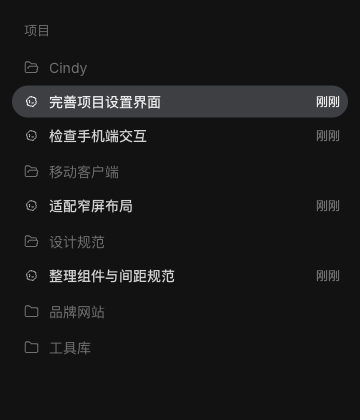 项目
Cindy
完善项目设置界面 刚刚
检查手机端交互 刚刚
移动客户端
适配窄屏布局 刚刚
设计规范
整理组件与间距规范 刚刚
品牌网站
工具库